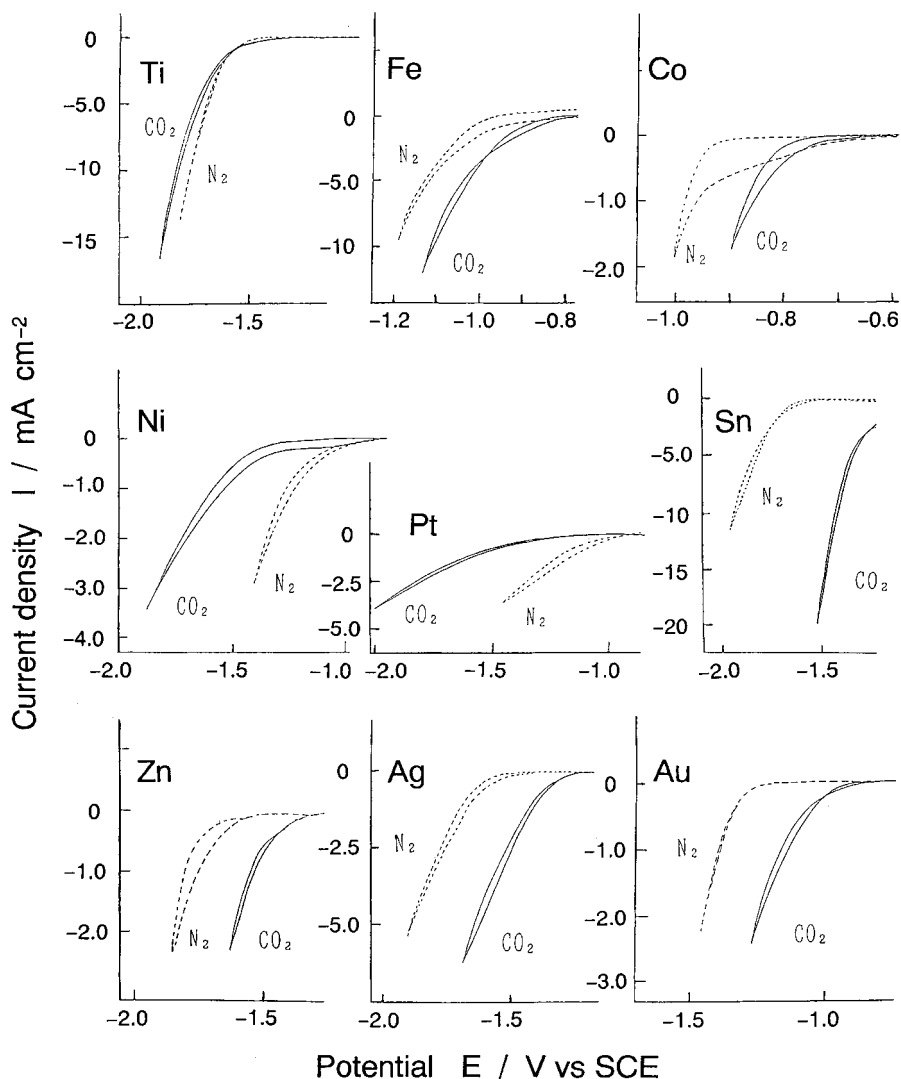 Current density I / mA cm-2
Ti
0
-5.0
-10
-15
-2.0
-1.5
CO2
N2
Fe
0
-5.0
-10
-1.2
-1.0
-0.8
N2
CO2
Co
0
-1.0
-2.0
-1.0
-0.8
-0.6
N2
CO2
Ni
0
-1.0
-2.0
-3.0
-4.0
-2.0
-1.5
-1.0
CO2
N2
Pt
0
-2.5
-5.0
-2.0
-1.5
-1.0
CO2
N2
Sn
0
-5.0
-10
-15
-20
-2.0
-1.5
N2
CO2
Zn
0
-1.0
-2.0
-2.0
-1.5
N2
CO2
Ag
0
-2.5
-5.0
-2.0
-1.5
N2
CO2
Au
0
-1.0
-2.0
-3.0
-1.5
-1.0
N2
CO2
Potential E / V vs SCE